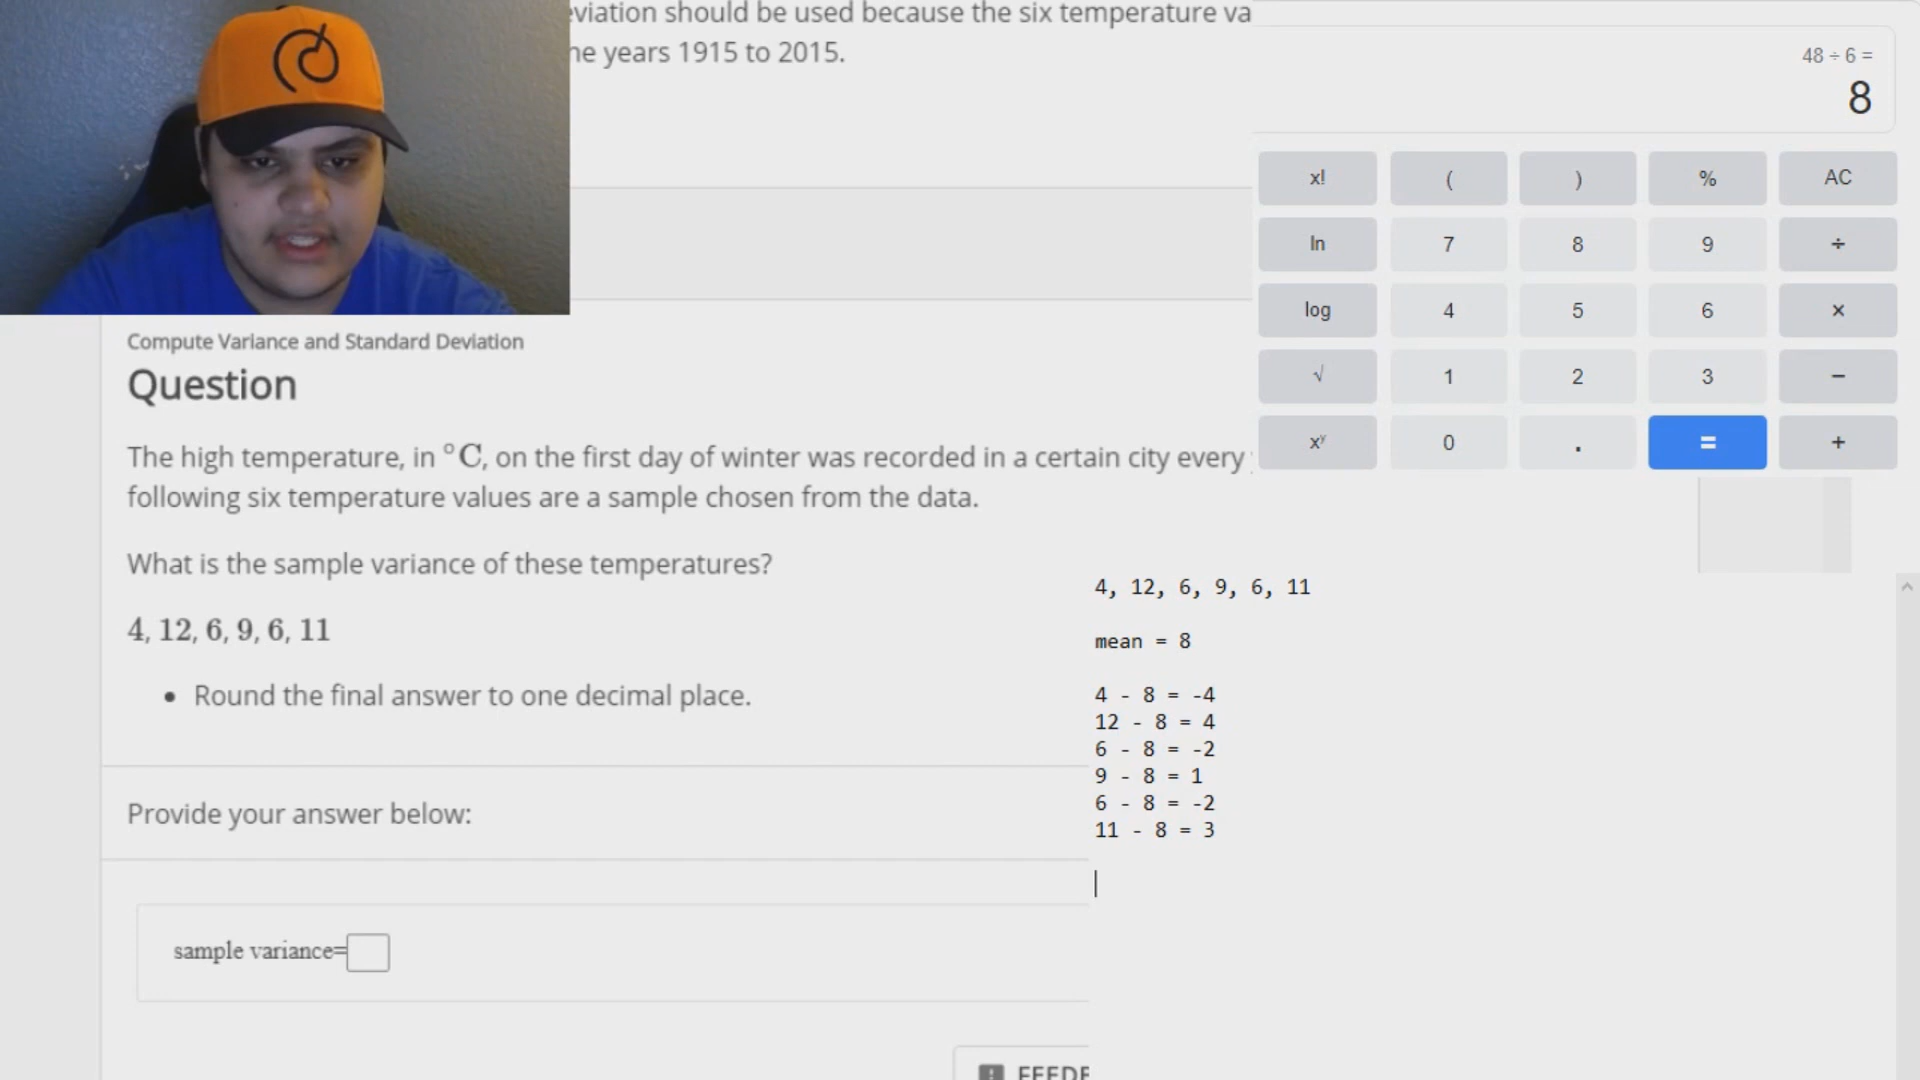 eviation should be used because the six temperature va
he years 1915 to 2015.
48 ÷ 6 =
8
x! ( ) % AC
ln 7 8 9 ÷
log 4 5 6 ×
√ 1 2 3 −
xʸ 0 . = +
Compute Variance and Standard Deviation
Question
The high temperature, in °C, on the first day of winter was recorded in a certain city every
following six temperature values are a sample chosen from the data.
What is the sample variance of these temperatures?
4, 12, 6, 9, 6, 11
• Round the final answer to one decimal place.
Provide your answer below:
sample variance=
FEEDB
4, 12, 6, 9, 6, 11
mean = 8
4 - 8 = -4
12 - 8 = 4
6 - 8 = -2
9 - 8 = 1
6 - 8 = -2
11 - 8 = 3